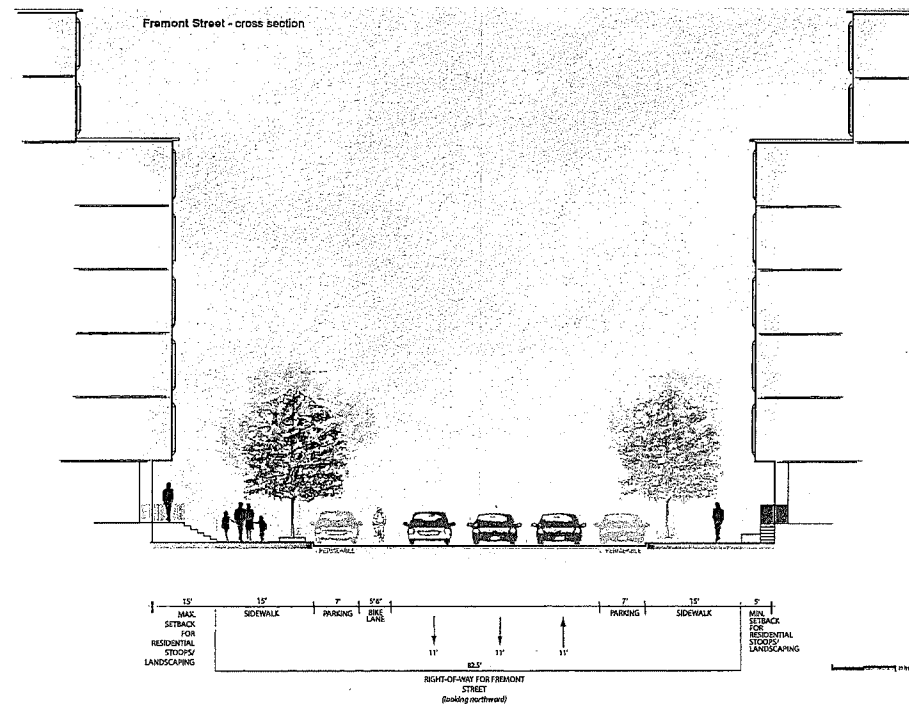 Fremont Street - cross section
PERMEABLE
PERMEABLE
15'
15'
7'
5'6"
7'
15'
5'
MAX.
SETBACK
FOR
RESIDENTIAL
STOOPS/
LANDSCAPING
SIDEWALK
PARKING
BIKE
LANE
PARKING
SIDEWALK
MIN.
SETBACK
FOR
RESIDENTIAL
STOOPS/
LANDSCAPING
11'
11'
11'
82.5'
RIGHT-OF-WAY FOR FREMONT
STREET
(looking northward)